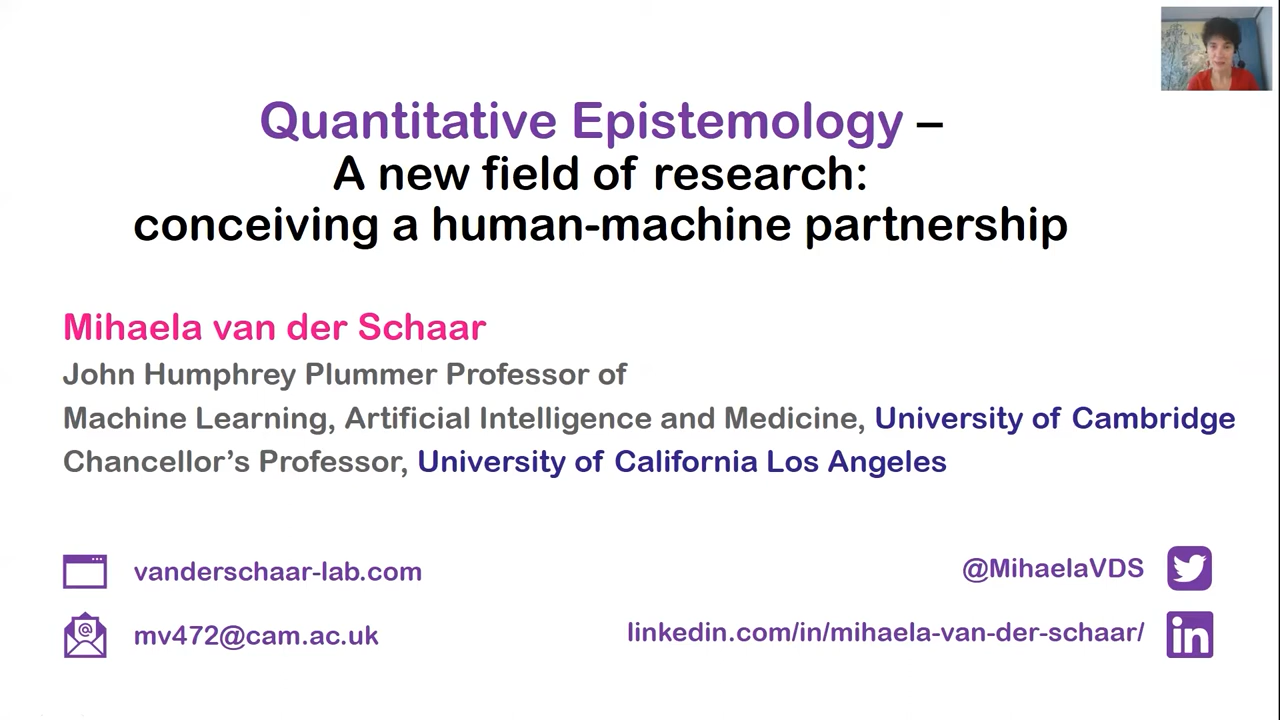 Quantitative Epistemology –
A new field of research:
conceiving a human-machine partnership
Mihaela van der Schaar
John Humphrey Plummer Professor of
Machine Learning, Artificial Intelligence and Medicine, University of Cambridge
Chancellor’s Professor, University of California Los Angeles
vanderschaar-lab.com
@MihaelaVDS
mv472@cam.ac.uk
linkedin.com/in/mihaela-van-der-schaar/